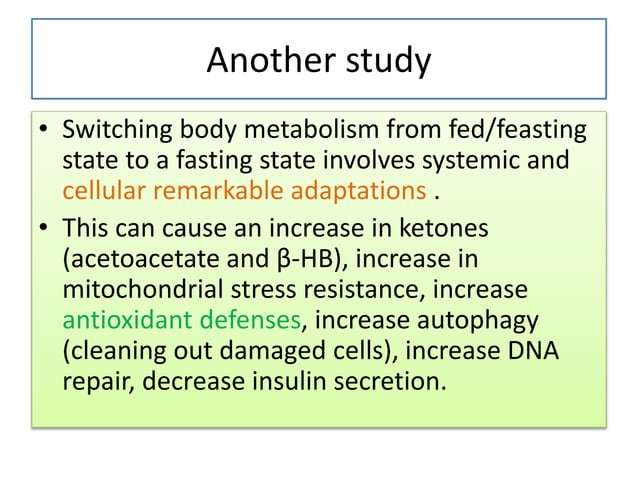 Another study
• Switching body metabolism from fed/feasting
state to a fasting state involves systemic and
cellular remarkable adaptations .
• This can cause an increase in ketones
(acetoacetate and β-HB), increase in
mitochondrial stress resistance, increase
antioxidant defenses, increase autophagy
(cleaning out damaged cells), increase DNA
repair, decrease insulin secretion.